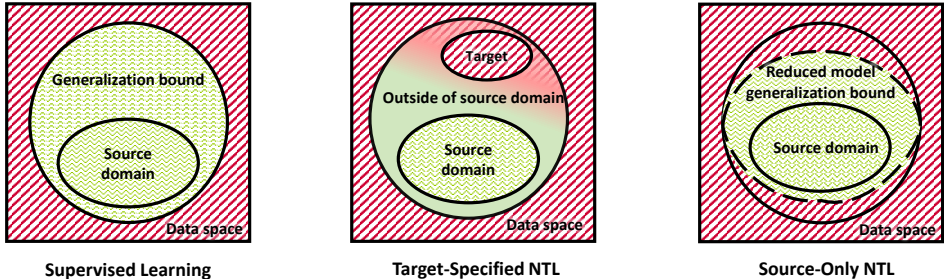 Generalization bound
Source
domain
Data space
Supervised Learning
Target
Outside of source domain
Source
domain
Data space
Target-Specified NTL
Reduced model
generalization bound
Source domain
Data space
Source-Only NTL